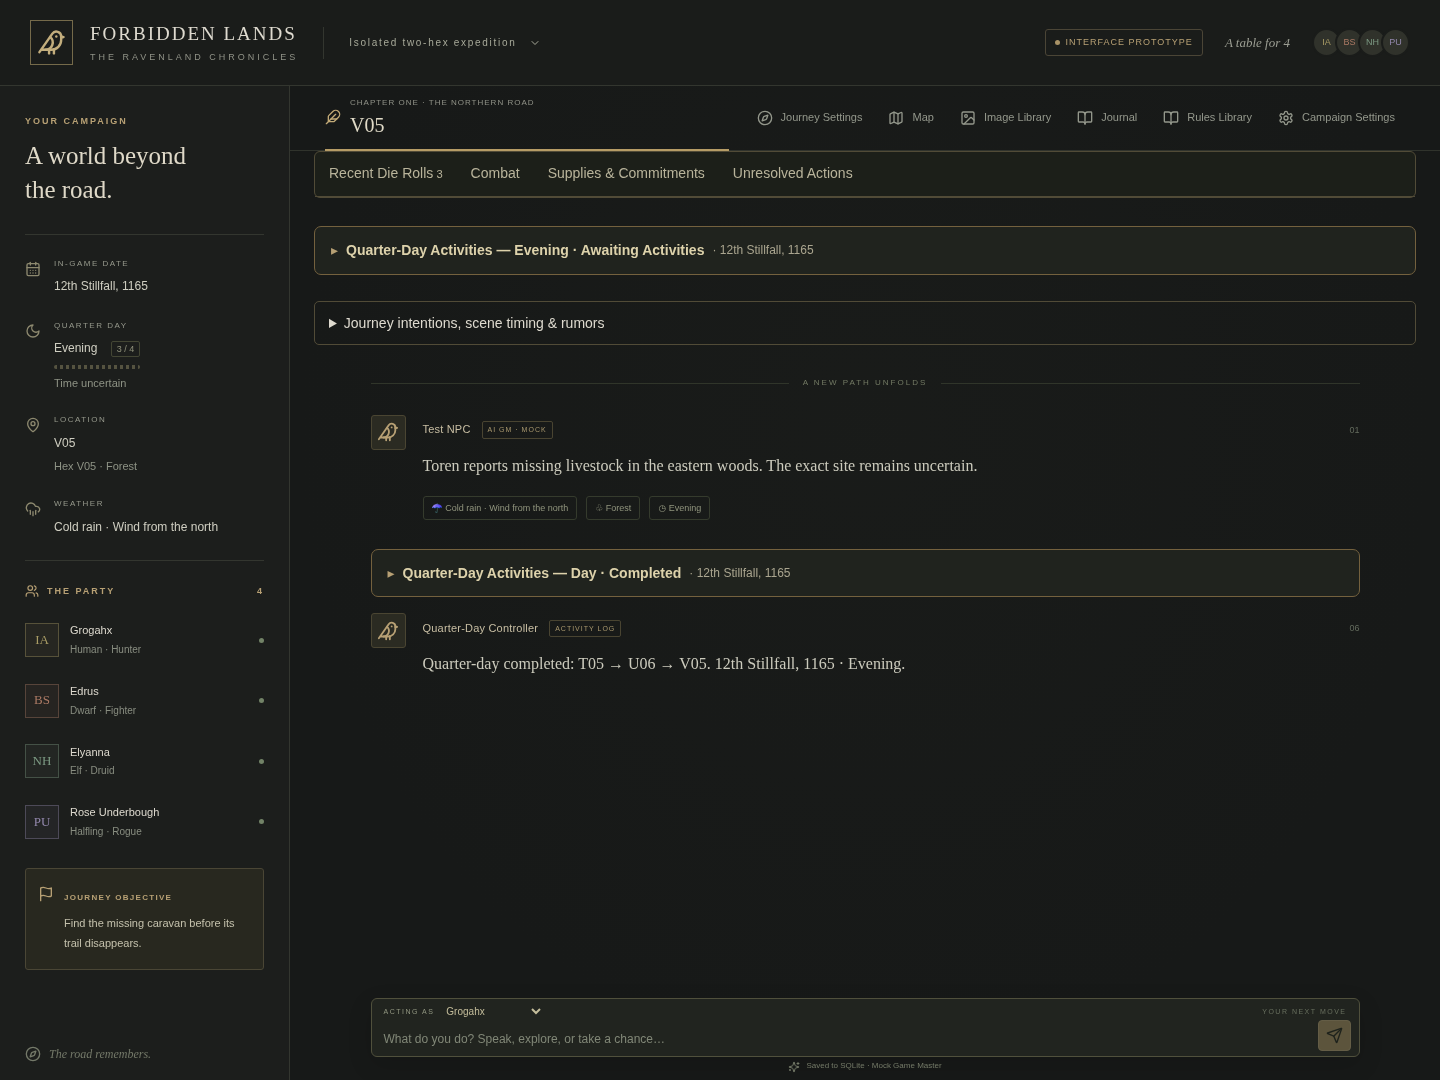 FORBIDDEN LANDS
THE RAVENLAND CHRONICLES
Isolated two-hex expedition
INTERFACE PROTOTYPE
A table for 4
IA BS NH PU
YOUR CAMPAIGN
A world beyond
the road.
IN-GAME DATE
12th Stillfall, 1165
QUARTER DAY
Evening 3 / 4
Time uncertain
LOCATION
V05
Hex V05 · Forest
WEATHER
Cold rain · Wind from the north
THE PARTY 4
IA
Grogahx
Human · Hunter
BS
Edrus
Dwarf · Fighter
NH
Elyanna
Elf · Druid
PU
Rose Underbough
Halfling · Rogue
JOURNEY OBJECTIVE
Find the missing caravan before its
trail disappears.
The road remembers.
CHAPTER ONE · THE NORTHERN ROAD
V05
Journey Settings Map Image Library Journal Rules Library Campaign Settings
Recent Die Rolls 3 Combat Supplies & Commitments Unresolved Actions
▸ Quarter-Day Activities — Evening · Awaiting Activities · 12th Stillfall, 1165
▶ Journey intentions, scene timing & rumors
A NEW PATH UNFOLDS
Test NPC AI GM · MOCK 01
Toren reports missing livestock in the eastern woods. The exact site remains uncertain.
☔ Cold rain · Wind from the north ♧ Forest ◷ Evening
▸ Quarter-Day Activities — Day · Completed · 12th Stillfall, 1165
Quarter-Day Controller ACTIVITY LOG 06
Quarter-day completed: T05 → U06 → V05. 12th Stillfall, 1165 · Evening.
ACTING AS Grogahx YOUR NEXT MOVE
What do you do? Speak, explore, or take a chance…
Saved to SQLite · Mock Game Master